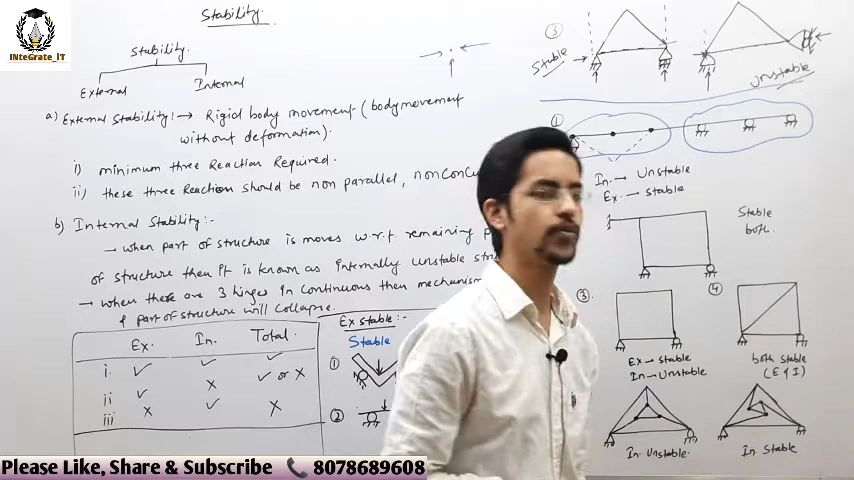 INteGrate_IT
Stability.
Stability.
External
Internal
a) External Stability:→ Rigid body movement (body movement
without deformation).
i) minimum three Reaction Required.
ii) these three Reaction should be non parallel,
b) Internal Stability:-
→ when part of structure is moves w.r.t. remaining
of structure then it is known as internally unstable
→ when there are 3 hinges in continuous then mechanism
& part of structure will collapse.
Ex. In. Total.
i. ✓ ✓ ✓
ii ✓ x ✓ or x
iii x ✓ x
Ex stable:-
Stable
①
②
③
Stable
unstable
①
In. → Unstable
Ex. → stable
Stable
both.
③.
④
Ex → stable
In → Unstable
both stable
(E & I)
In. Unstable.
In. Stable
Please Like, Share & Subscribe 8078689608